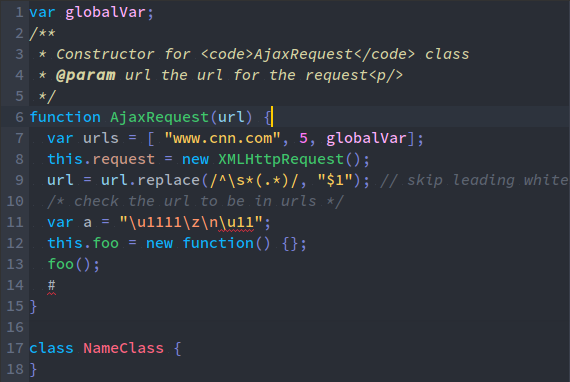 1 var globalVar;
2 /**
3  * Constructor for <code>AjaxRequest</code> class
4  * @param url the url for the request<p/>
5  */
6 function AjaxRequest(url) {
7   var urls = [ "www.cnn.com", 5, globalVar];
8   this.request = new XMLHttpRequest();
9   url = url.replace(/^\s*(.*)/, "$1"); // skip leading white
10   /* check the url to be in urls */
11   var a = "\u1111\z\n\u11";
12   this.foo = new function() {};
13   foo();
14   #
15 }
16
17 class NameClass {
18 }